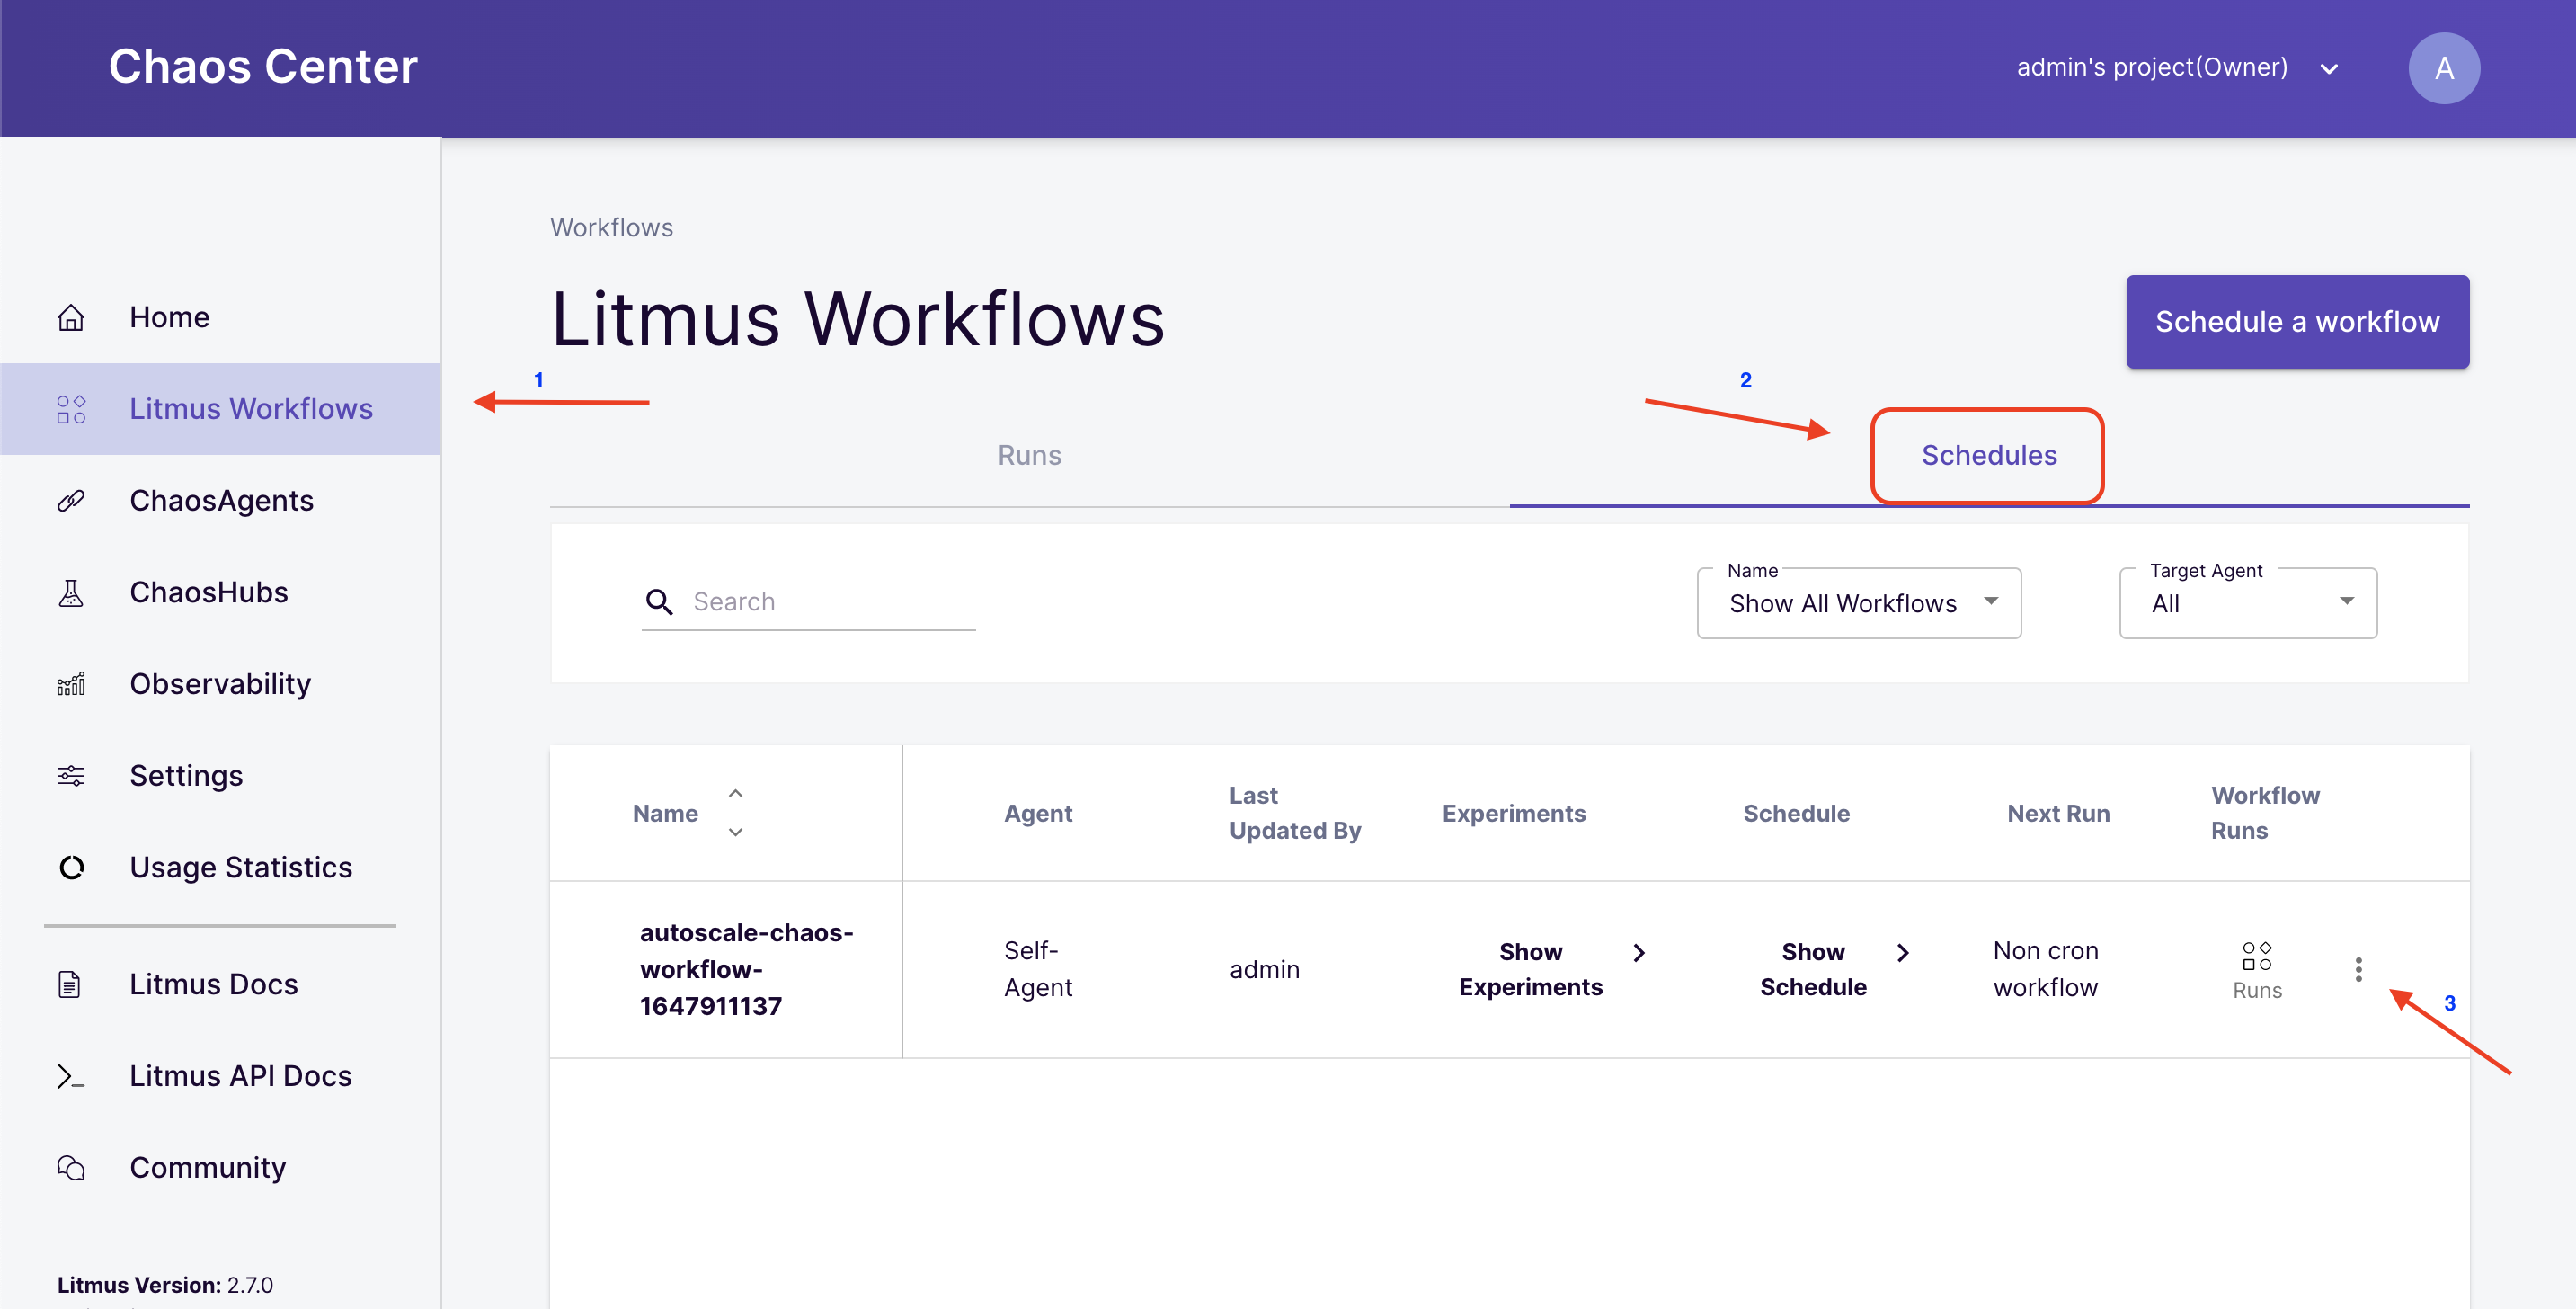 Chaos Center
admin's project(Owner)
A
Home
Litmus Workflows
ChaosAgents
ChaosHubs
Observability
Settings
Usage Statistics
Litmus Docs
Litmus API Docs
Community
Litmus Version: 2.7.0
Workflows
Litmus Workflows
Schedule a workflow
1
2
Runs
Schedules
Search
Name
Show All Workflows
Target Agent
All
Name
Agent
Last
Updated By
Experiments
Schedule
Next Run
Workflow
Runs
autoscale-chaos-
workflow-
1647911137
Self-
Agent
admin
Show
Experiments
Show
Schedule
Non cron
workflow
Runs
3